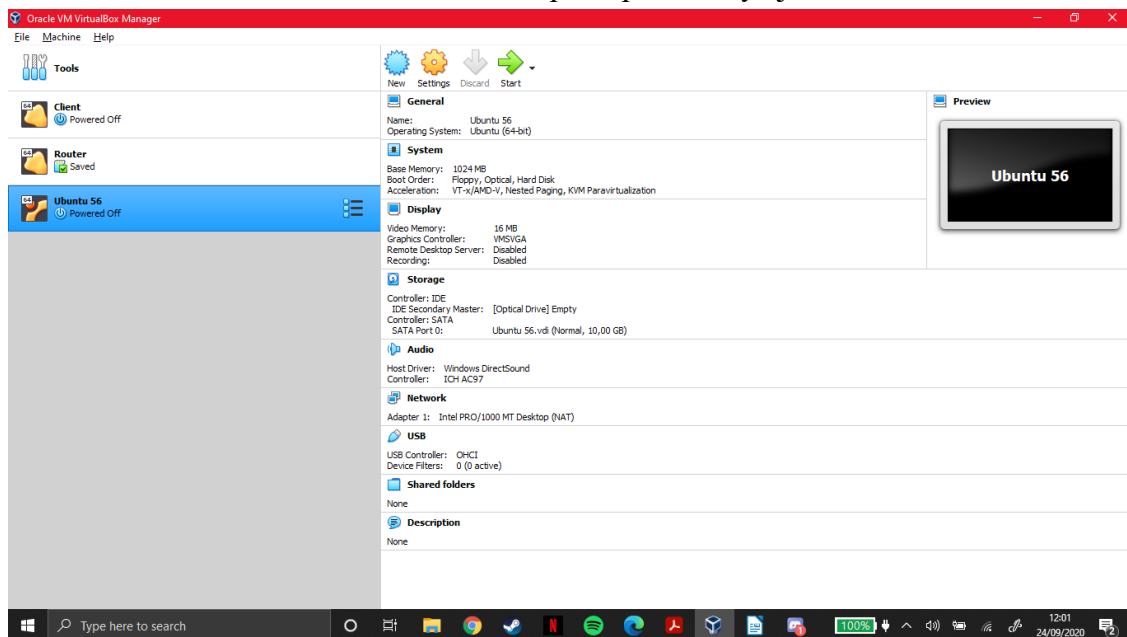 Oracle VM VirtualBox Manager
File Machine Help
Tools
64
Client
Powered Off
64
Router
Saved
64
Ubuntu 56
Powered Off
New Settings Discard Start
General
Name: Ubuntu 56
Operating System: Ubuntu (64-bit)
System
Base Memory: 1024 MB
Boot Order: Floppy, Optical, Hard Disk
Acceleration: VT-x/AMD-V, Nested Paging, KVM Paravirtualization
Display
Video Memory: 16 MB
Graphics Controller: VMSVGA
Remote Desktop Server: Disabled
Recording: Disabled
Storage
Controller: IDE
IDE Secondary Master: [Optical Drive] Empty
Controller: SATA
SATA Port 0: Ubuntu 56.vdi (Normal, 10,00 GB)
Audio
Host Driver: Windows DirectSound
Controller: ICH AC97
Network
Adapter 1: Intel PRO/1000 MT Desktop (NAT)
USB
USB Controller: OHCI
Device Filters: 0 (0 active)
Shared folders
None
Description
None
Preview
Ubuntu 56
Type here to search
100%
12:01
24/09/2020
2